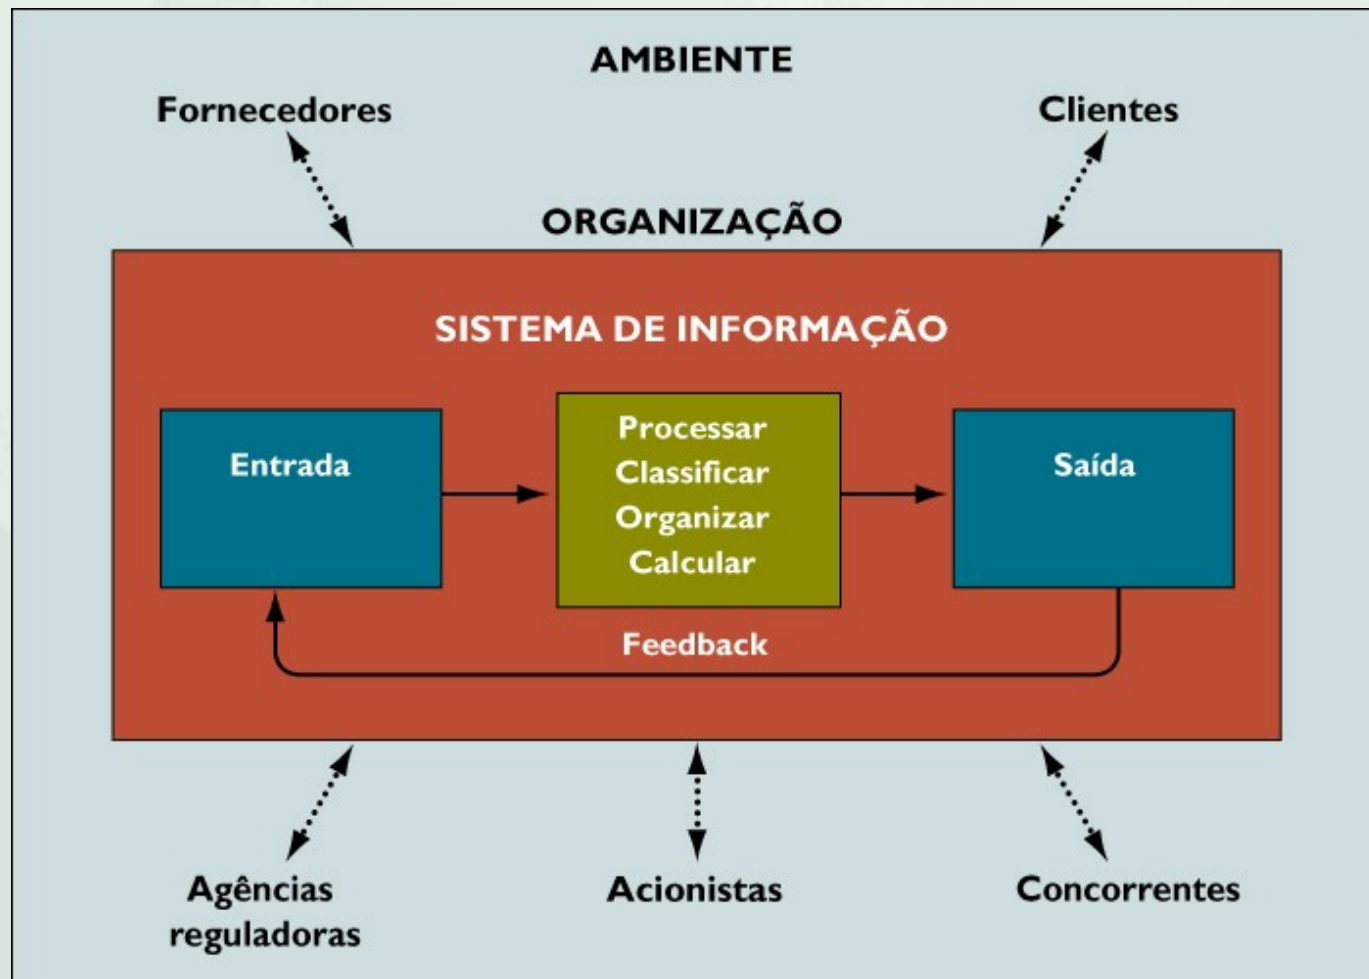 AMBIENTE
Fornecedores
Clientes
ORGANIZAÇÃO
SISTEMA DE INFORMAÇÃO
Entrada
Processar
Classificar
Organizar
Calcular
Saída
Feedback
Agências
reguladoras
Acionistas
Concorrentes